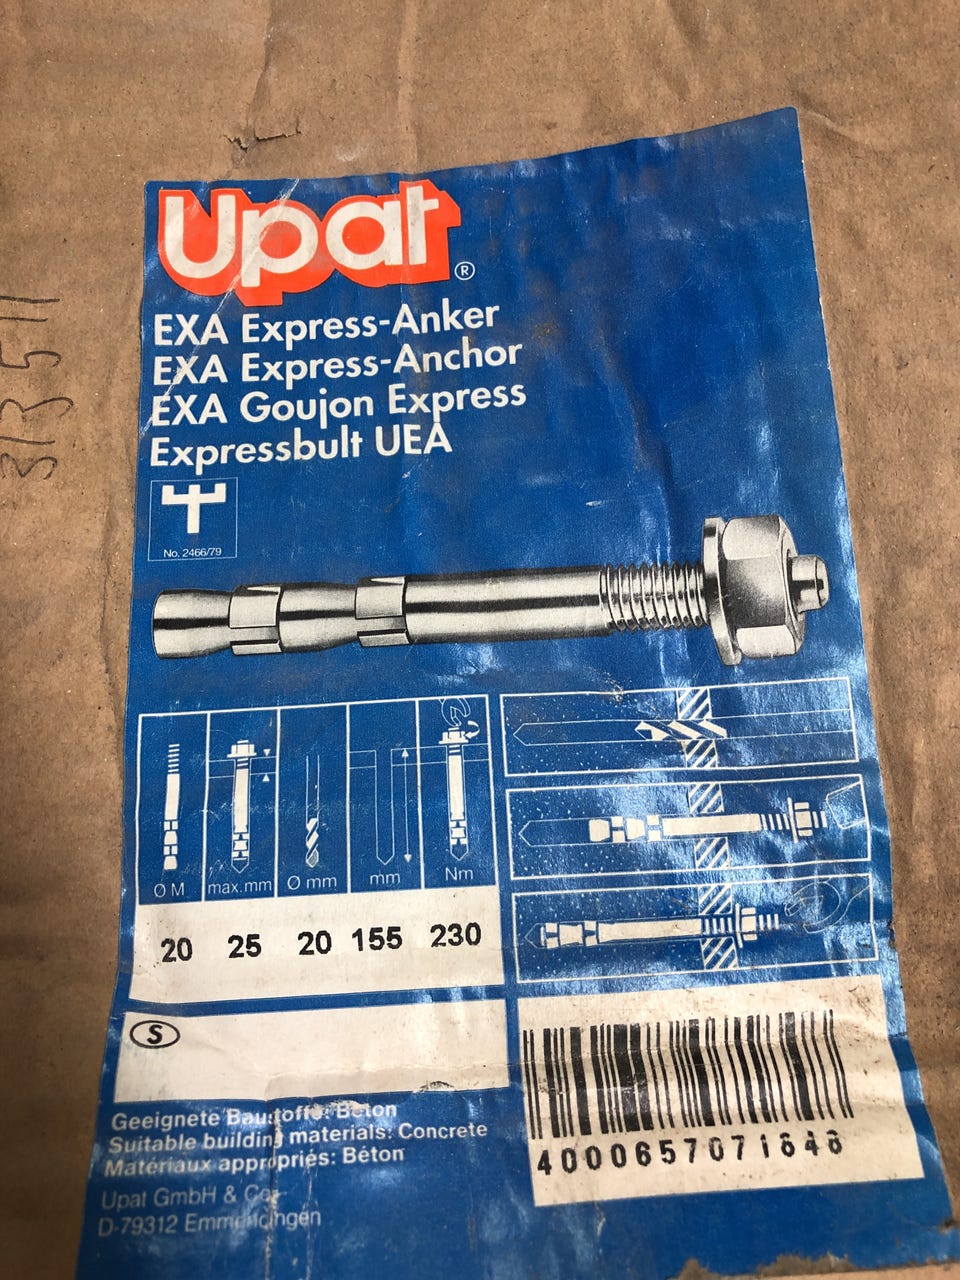 Upat®
EXA Express-Anker
EXA Express-Anchor
EXA Goujon Express
Expressbult UEA
No. 2466/79
Ø M max. mm Ø mm mm Nm
20 25 20 155 230
S
Geeignete Baustoffe: Beton
Suitable building materials: Concrete
Matériaux appropriés: Béton
Upat GmbH & Co
D-79312 Emmendingen